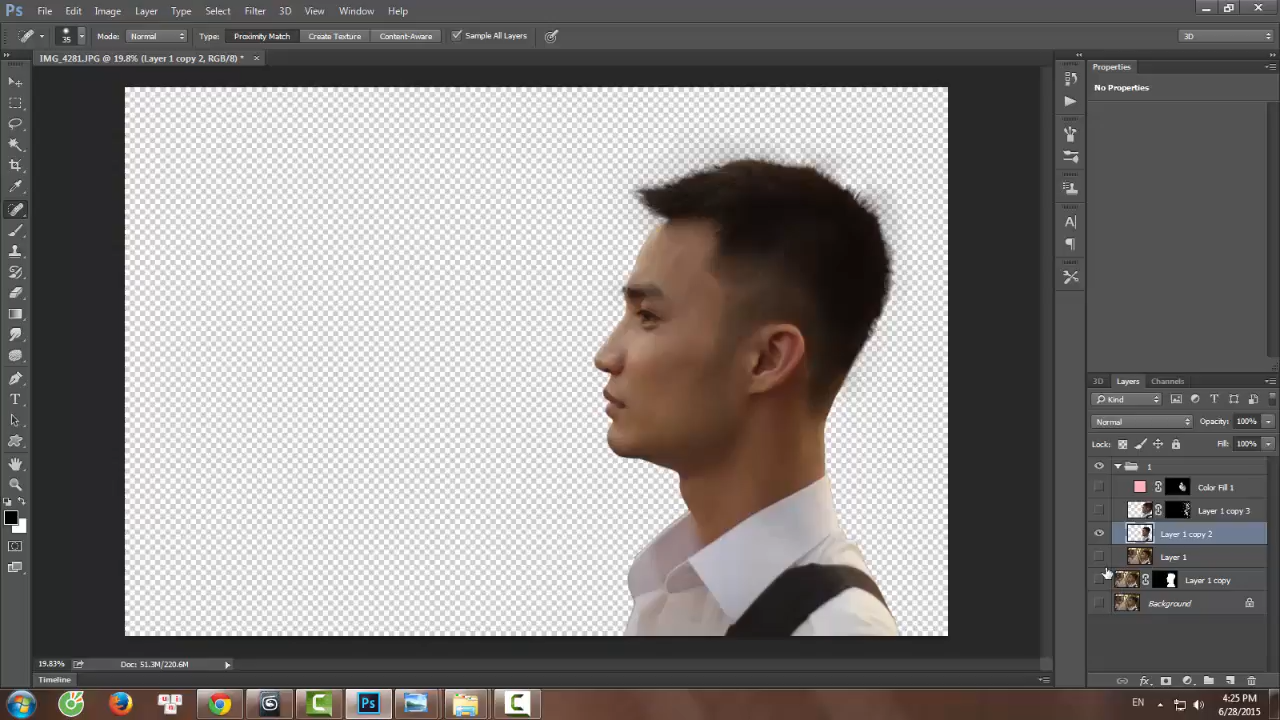 Ps File Edit Image Layer Type Select Filter 3D View Window Help
35 Mode: Normal Type: Proximity Match Create Texture Content-Aware Sample All Layers 3D
IMG_4281.JPG @ 19.8% (Layer 1 copy 2, RGB/8) *
Properties
No Properties
3D Layers Channels
Kind
Normal Opacity: 100%
Lock: Fill: 100%
1
Color Fill 1
Layer 1 copy 3
Layer 1 copy 2
Layer 1
Layer 1 copy
Background
19.83% Doc: 51.3M/220.6M
Timeline
EN 4:25 PM
6/28/2015